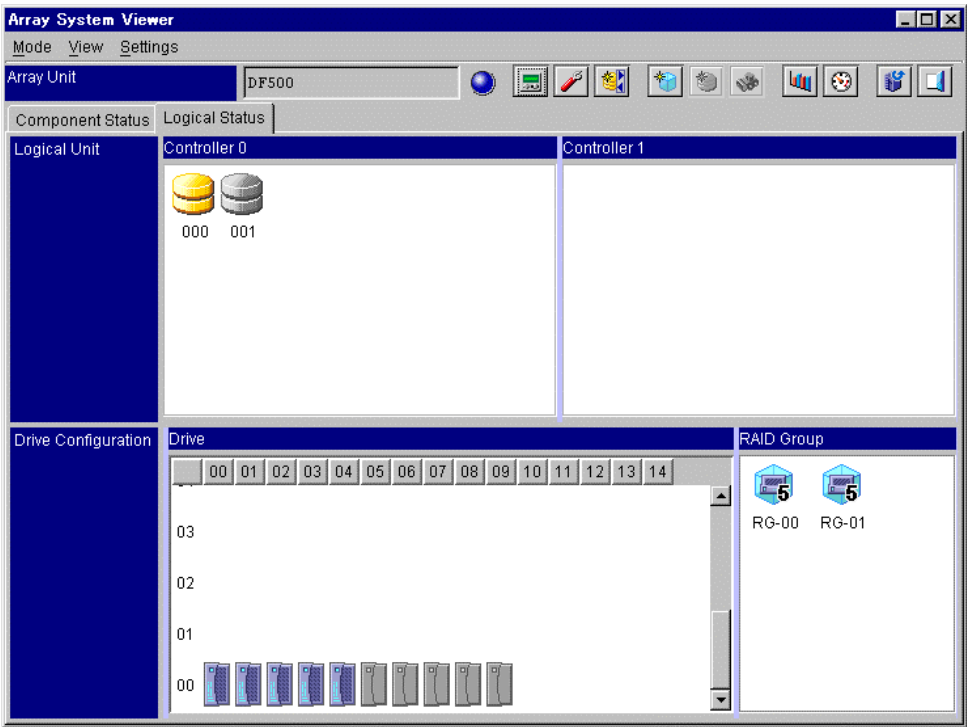 Array System Viewer
Mode View Settings
Array Unit DF500
Component Status Logical Status
Logical Unit Controller 0 Controller 1
000 001
Drive Configuration Drive RAID Group
00 01 02 03 04 05 06 07 08 09 10 11 12 13 14
5 5
RG-00 RG-01
03
02
01
00